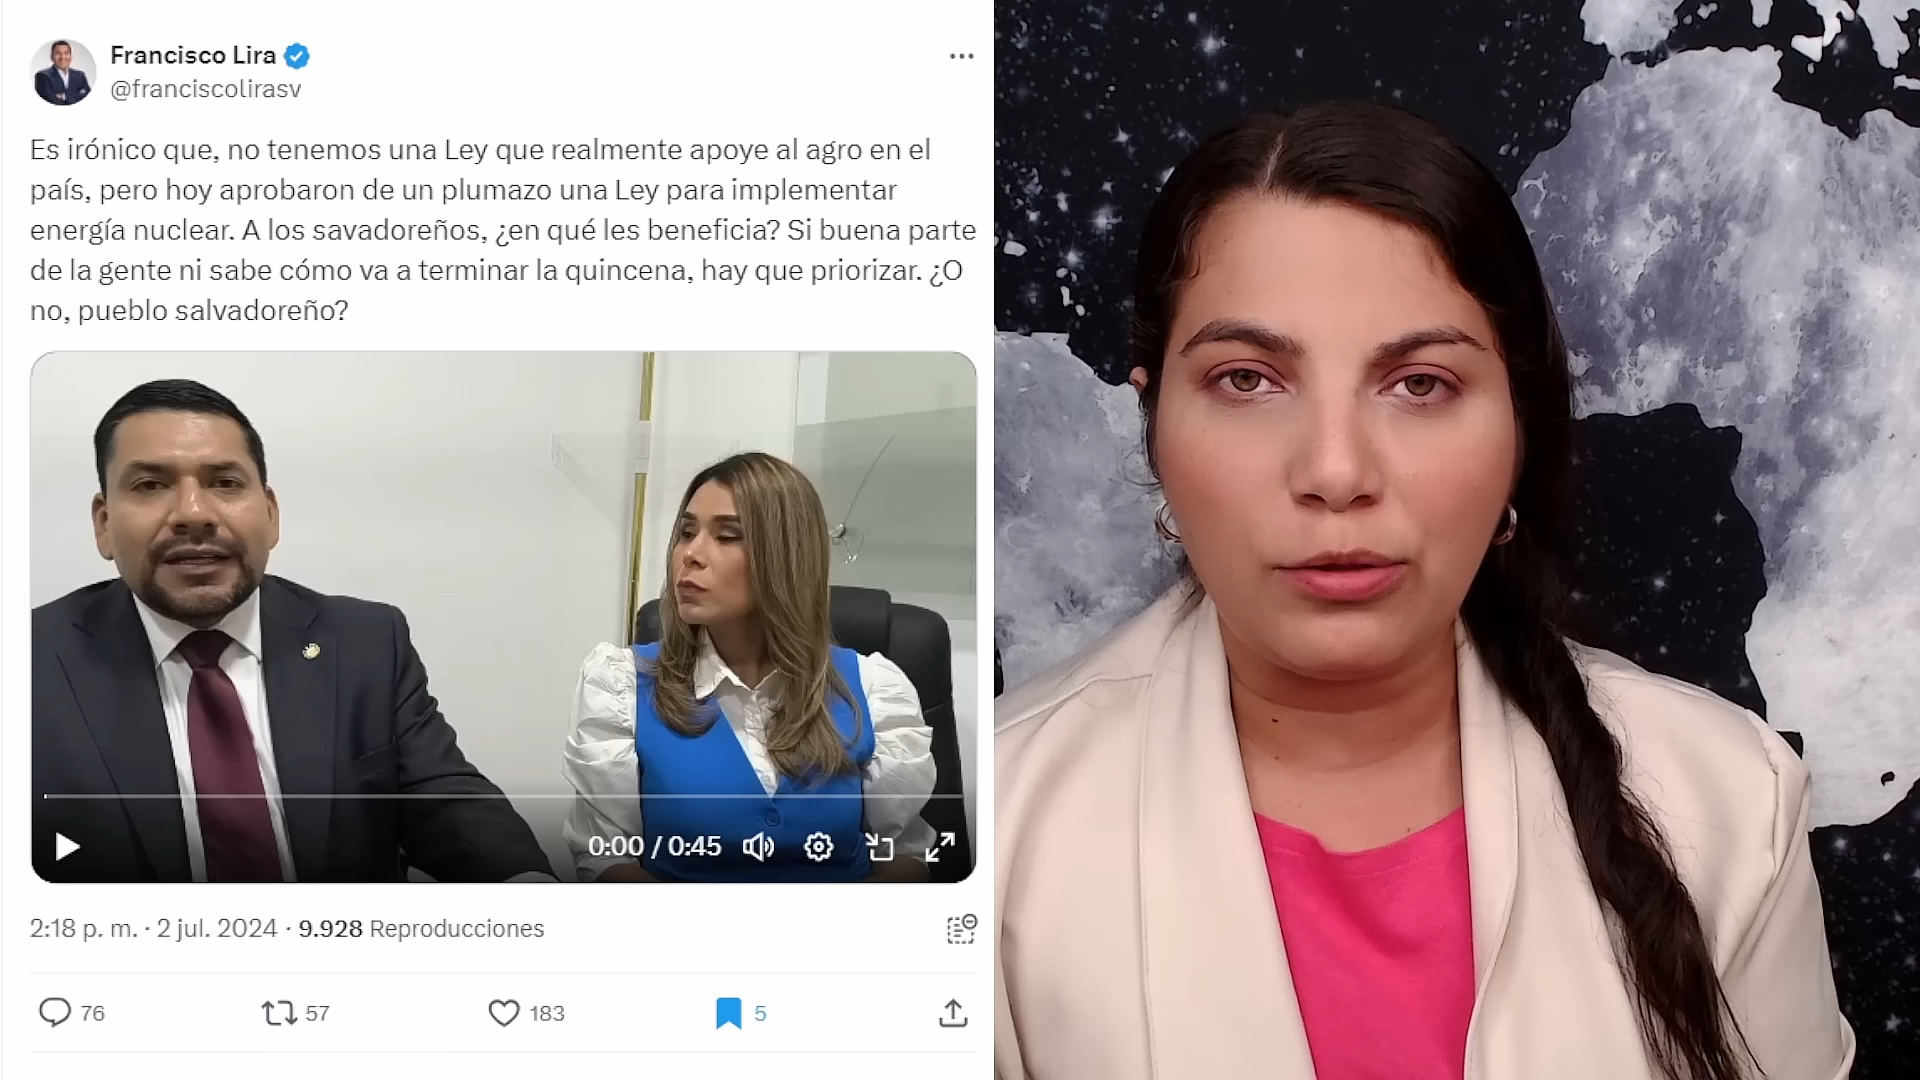 Francisco Lira
@franciscolirasv
Es irónico que, no tenemos una Ley que realmente apoye al agro en el
país, pero hoy aprobaron de un plumazo una Ley para implementar
energía nuclear. A los savadoreños, ¿en qué les beneficia? Si buena parte
de la gente ni sabe cómo va a terminar la quincena, hay que priorizar. ¿O
no, pueblo salvadoreño?
0:00 / 0:45
2:18 p. m. · 2 jul. 2024 · 9.928 Reproducciones
76 57 183 5